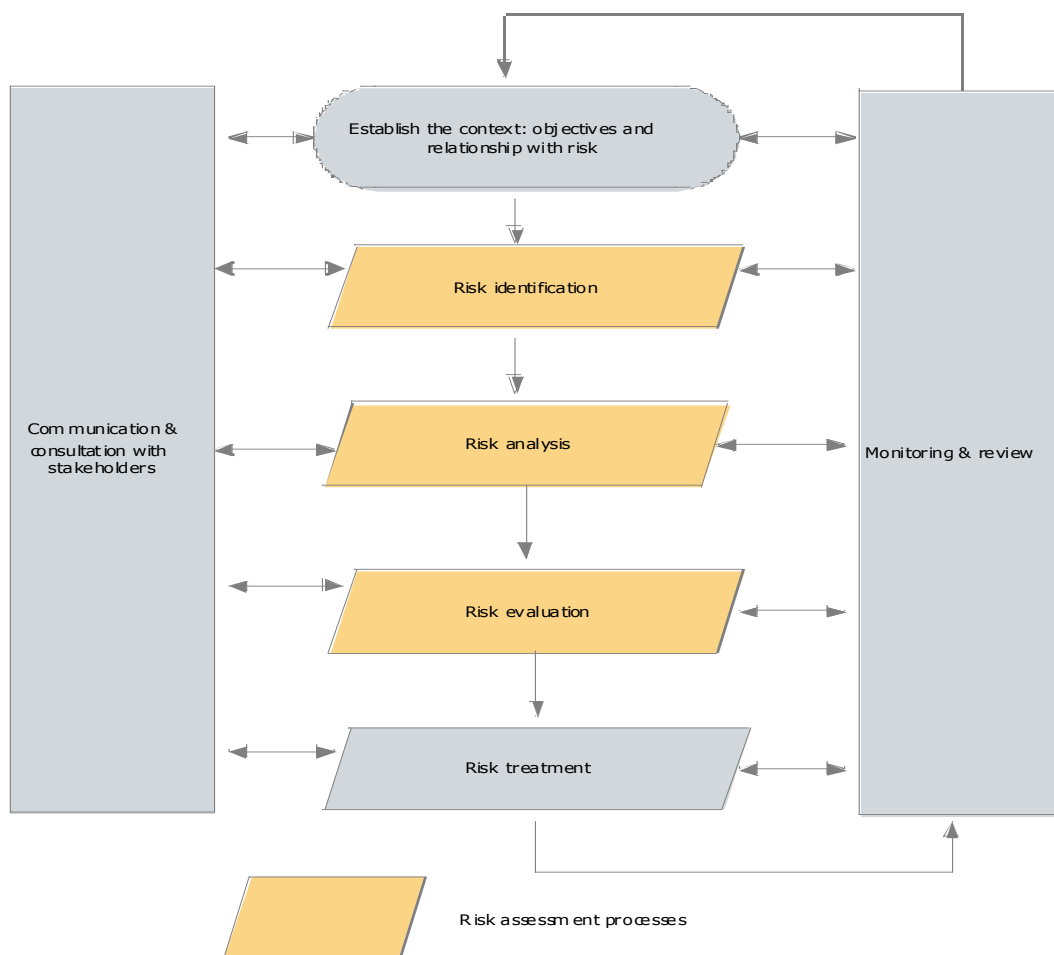 Establish the context: objectives and
relationship with risk
Risk identification
Communication &
consultation with
stakeholders
Risk analysis
Monitoring & review
Risk evaluation
Risk treatment
Risk assessment processes